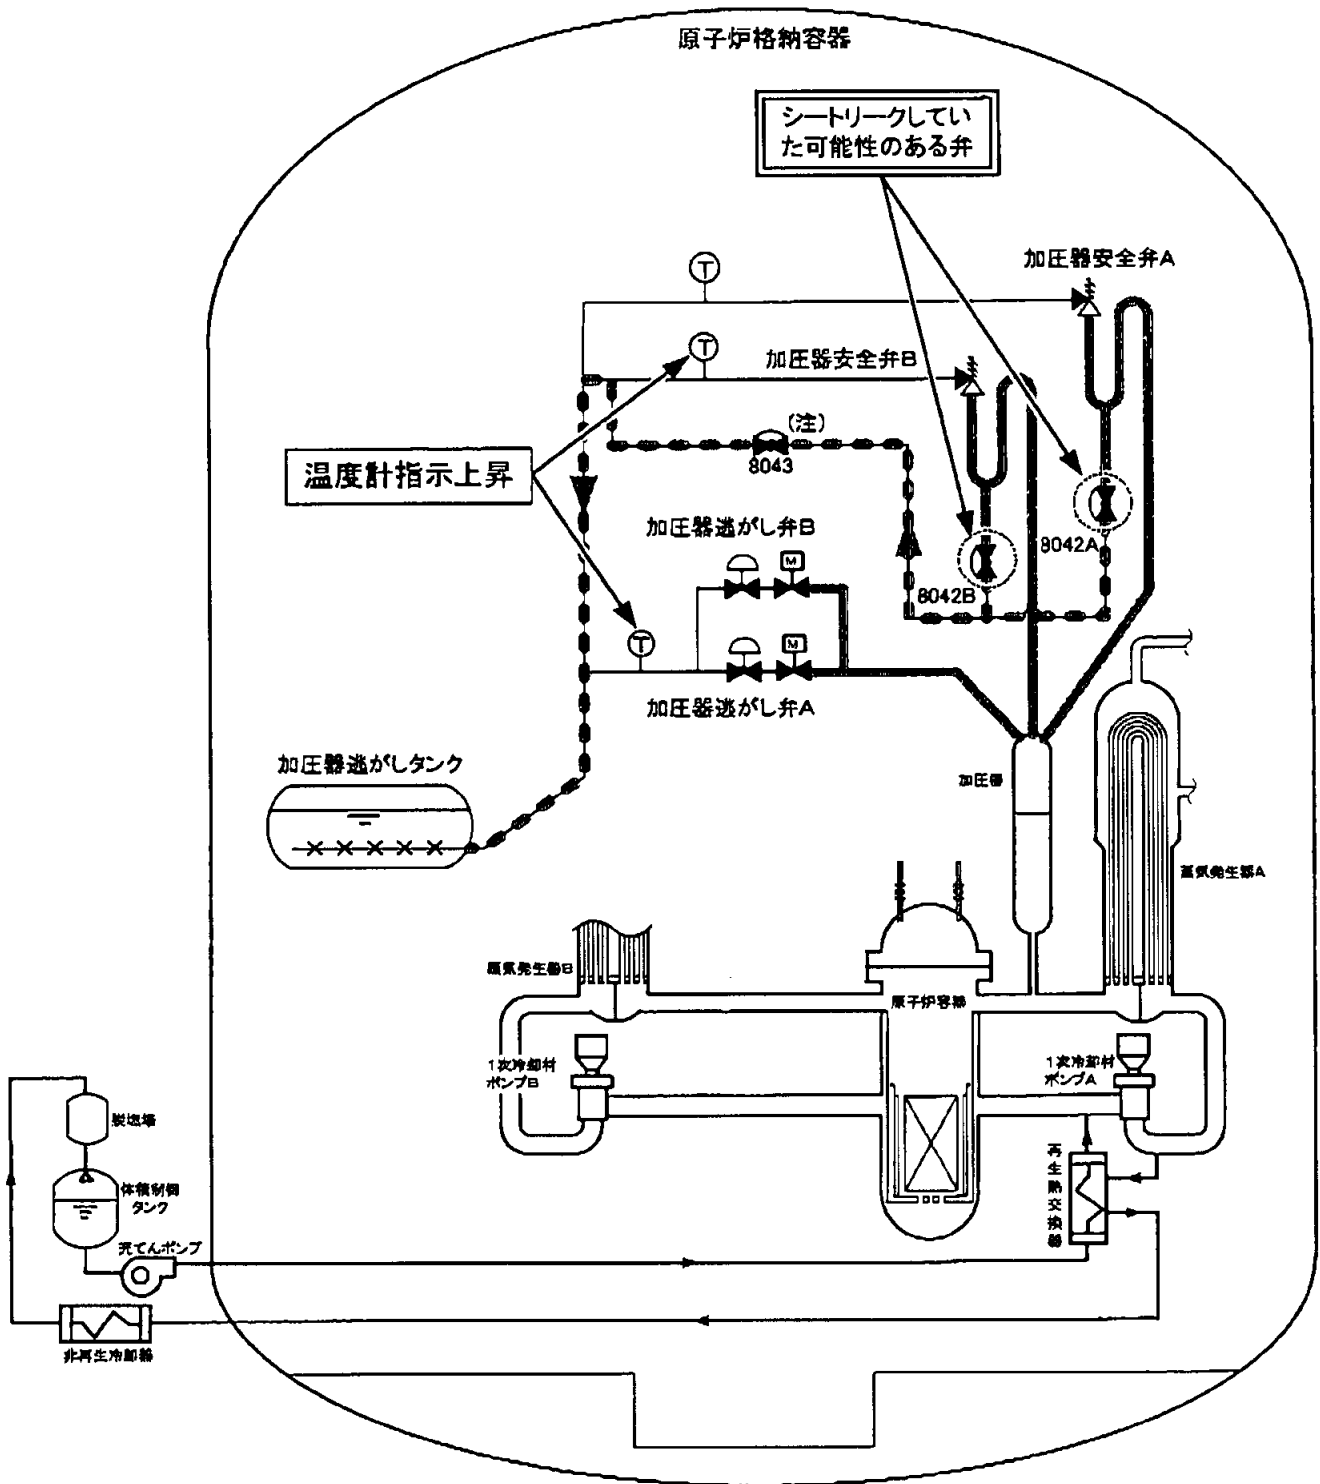 原子炉格納容器
シートリークしてい
た可能性のある弁
加圧器安全弁A
T
T
加圧器安全弁B
(注)
8043
温度計指示上昇
加圧器逃がし弁B
M
8042A
8042B
T
M
加圧器逃がし弁A
加圧器逃がしタンク
加圧器
蒸気発生器A
蒸気発生器B
原子炉容器
1次冷却材
ポンプB
1次冷却材
ポンプA
脱塩塔
体積制御
タンク
再生熱交換器
充てんポンプ
非再生冷却器